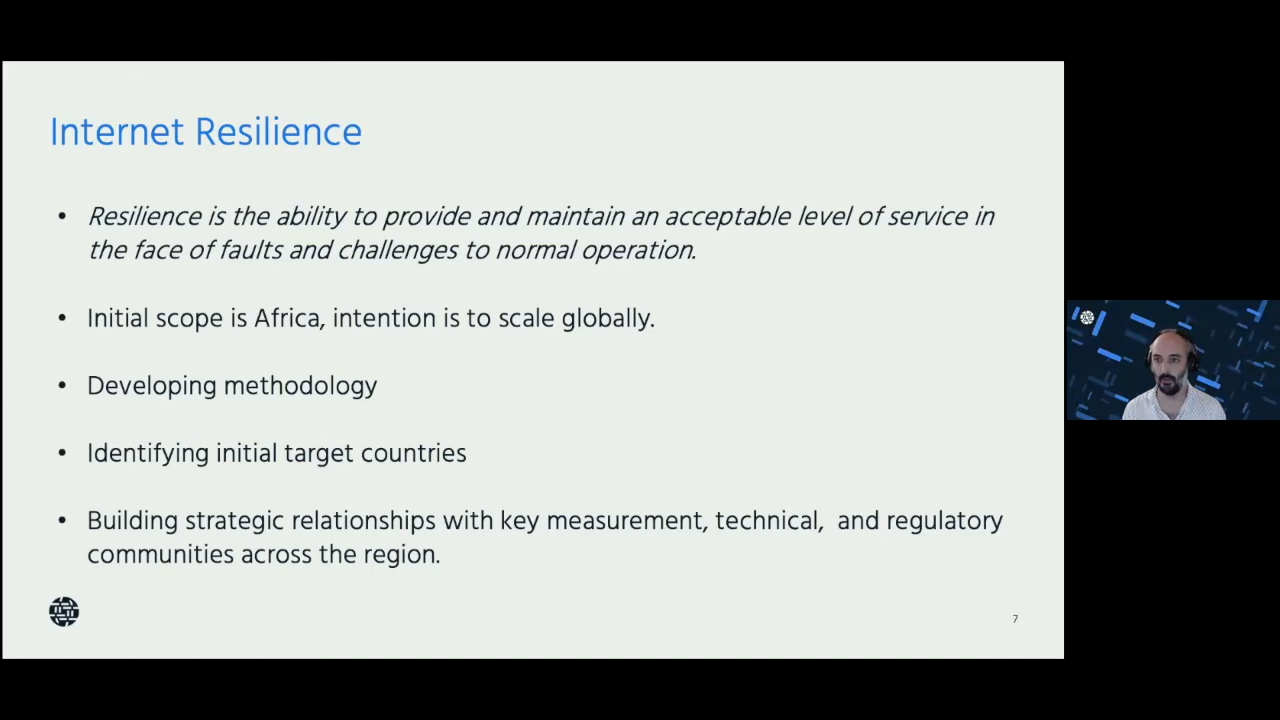 Internet Resilience
• Resilience is the ability to provide and maintain an acceptable level of service in
the face of faults and challenges to normal operation.
• Initial scope is Africa, intention is to scale globally.
• Developing methodology
• Identifying initial target countries
• Building strategic relationships with key measurement, technical,  and regulatory
communities across the region.
7